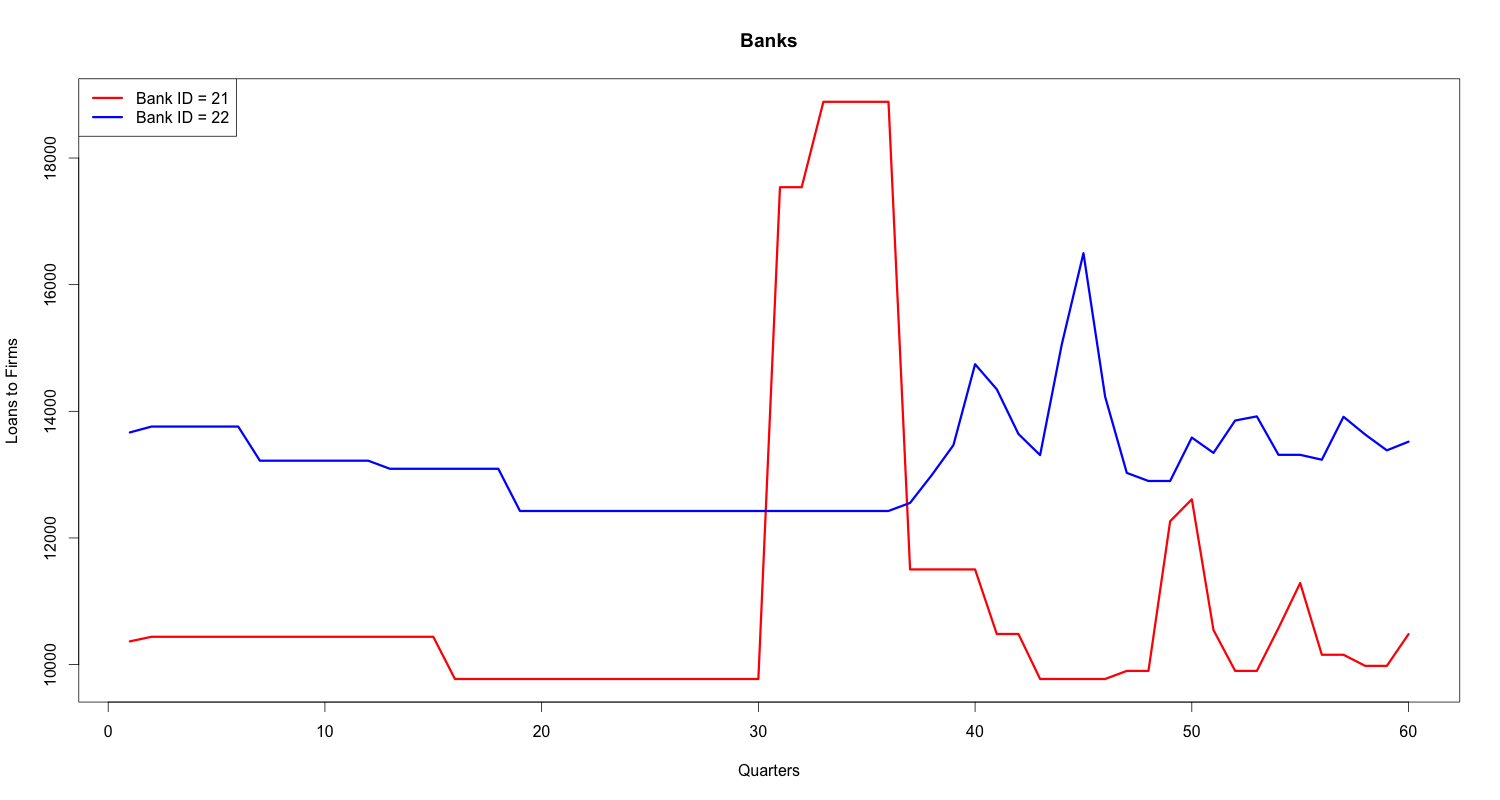 Banks
Bank ID = 21
Bank ID = 22
Loans to Firms
18000
16000
14000
12000
10000
0 10 20 30 40 50 60
Quarters